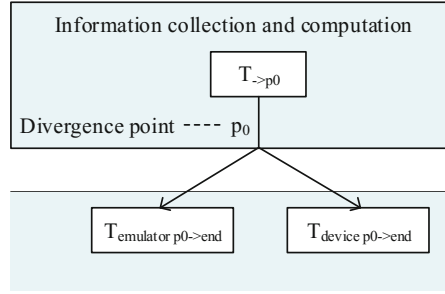 Information collection and computation
T->p0
Divergence point ---- p0
Temulator p0->end
Tdevice p0->end